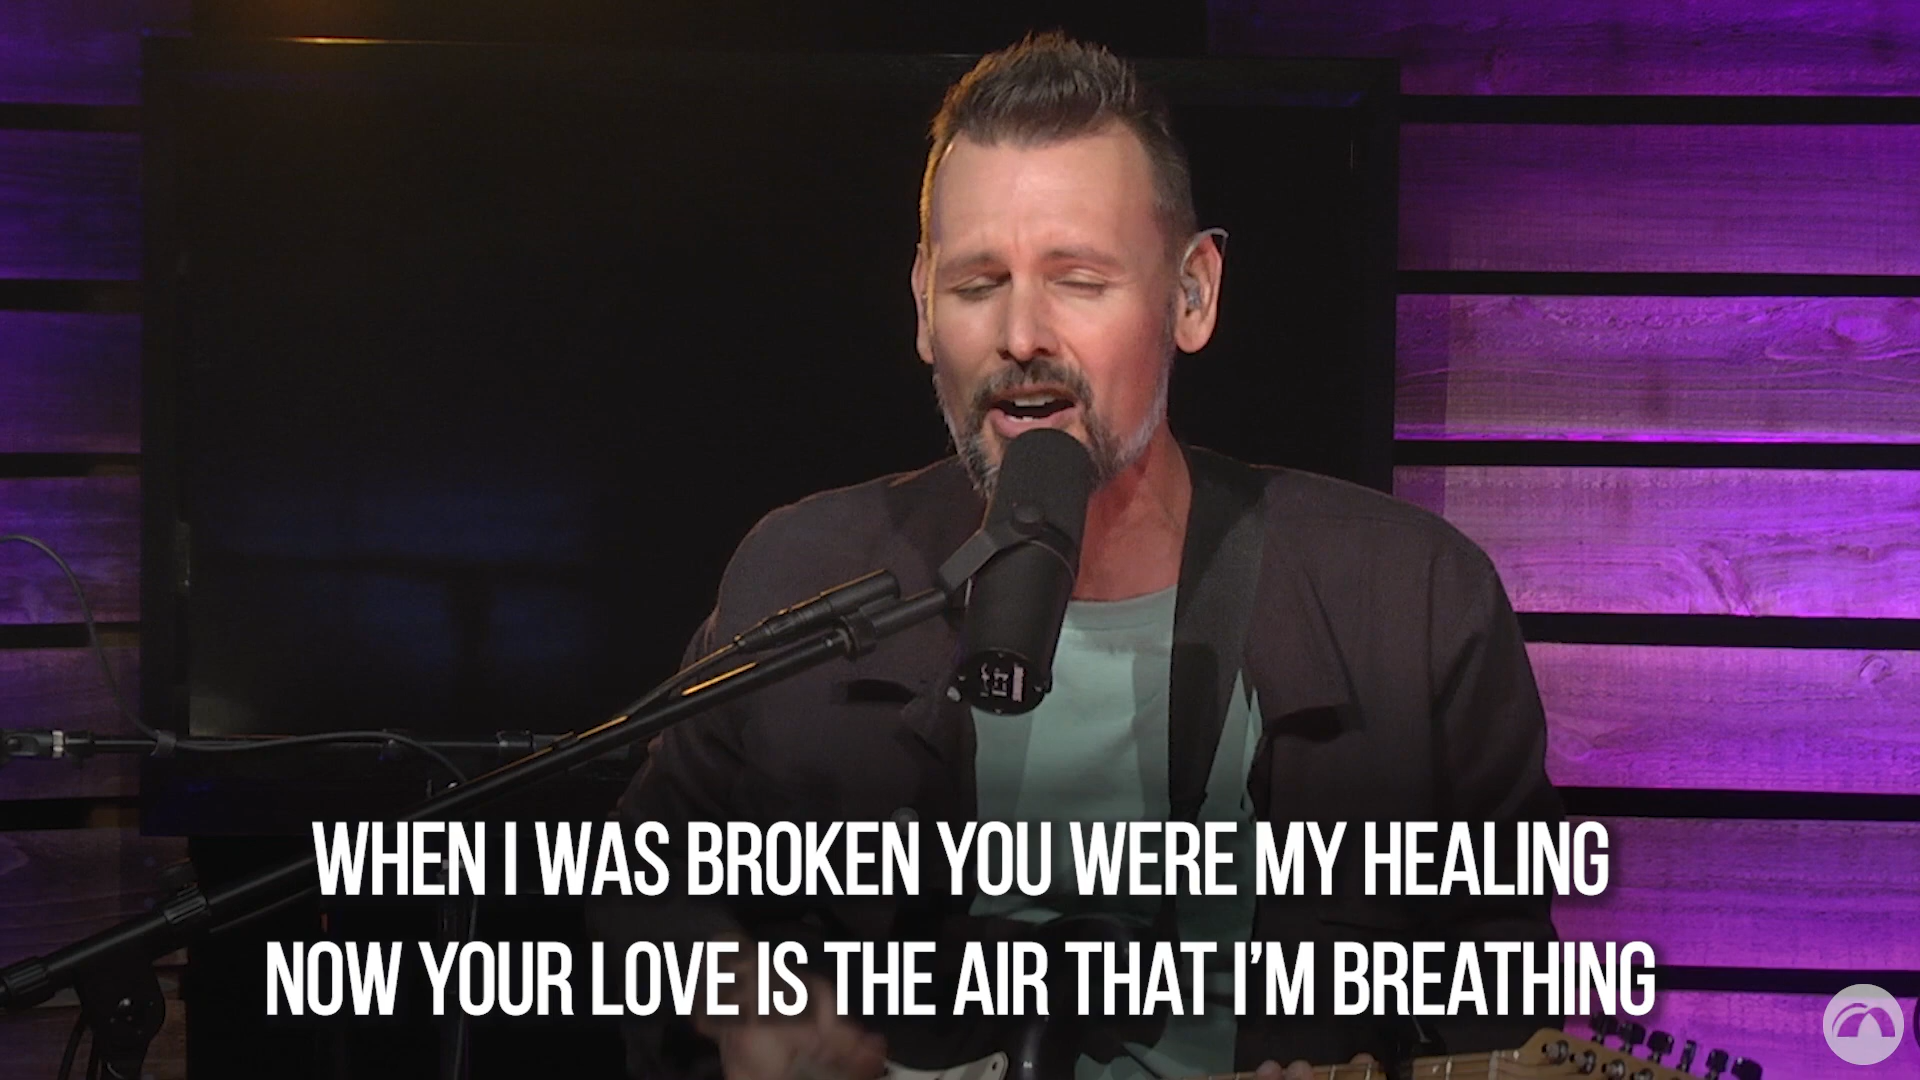 WHEN I WAS BROKEN YOU WERE MY HEALING
NOW YOUR LOVE IS THE AIR THAT I'M BREATHING